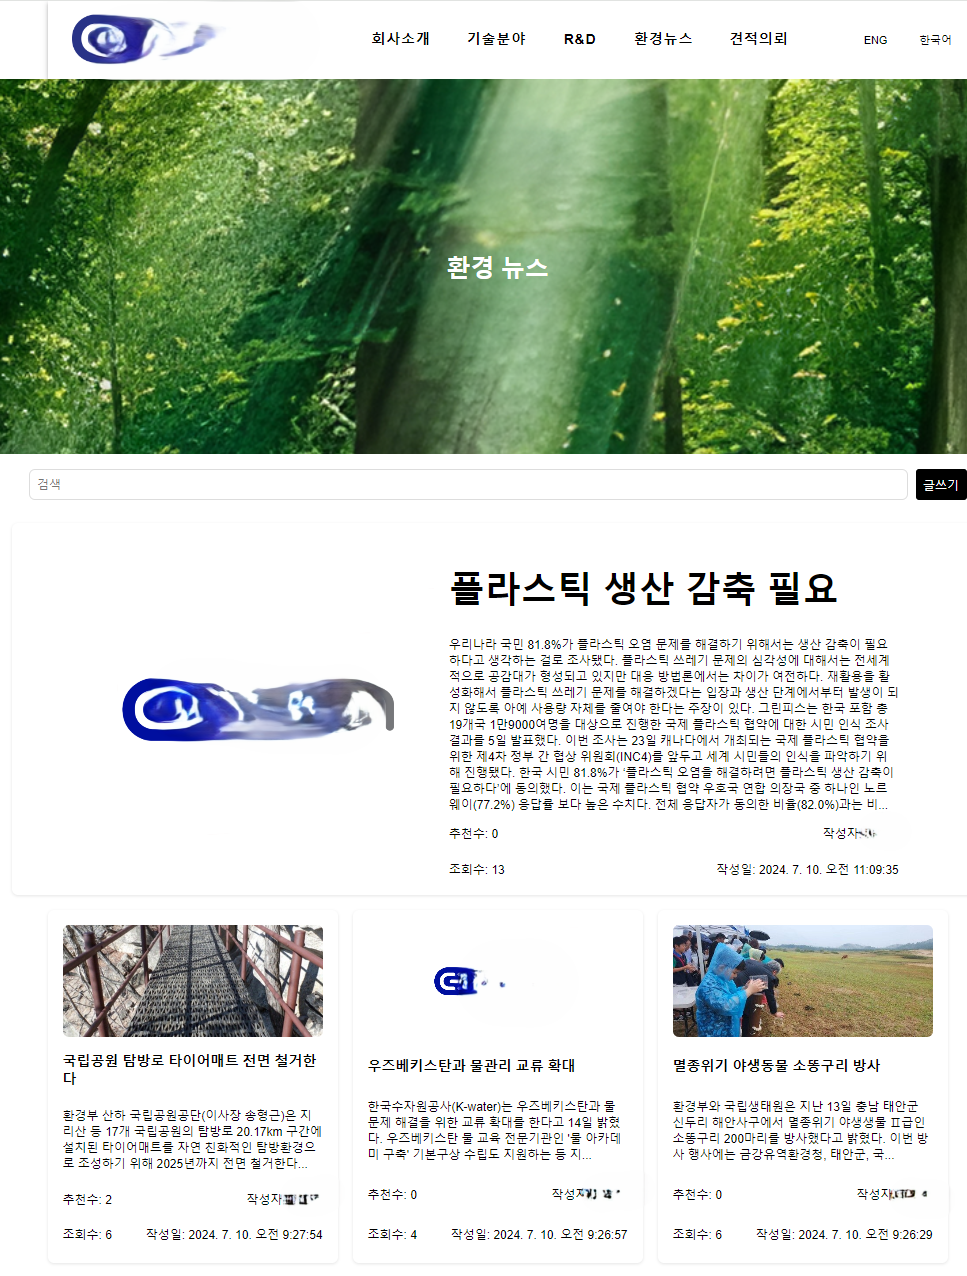 회사소개 기술분야 R&D 환경뉴스 견적의뢰 ENG 한국어
환경 뉴스
검색 글쓰기
플라스틱 생산 감축 필요
우리나라 국민 81.8%가 플라스틱 오염 문제를 해결하기 위해서는 생산 감축이 필요
하다고 생각하는 걸로 조사됐다. 플라스틱 쓰레기 문제의 심각성에 대해서는 전세계
적으로 공감대가 형성되고 있지만 대응 방법론에서는 차이가 여전하다. 재활용을 활
성화해서 플라스틱 쓰레기 문제를 해결하겠다는 입장과 생산 단계에서부터 발생이 되
지 않도록 아예 사용량 자체를 줄여야 한다는 주장이 있다. 그린피스는 한국 포함 총
19개국 1만9000여명을 대상으로 진행한 국제 플라스틱 협약에 대한 시민 인식 조사
결과를 5일 발표했다. 이번 조사는 23일 캐나다에서 개최되는 국제 플라스틱 협약을
위한 제4차 정부 간 협상 위원회(INC4)를 앞두고 세계 시민들의 인식을 파악하기 위
해 진행됐다. 한국 시민 81.8%가 ‘플라스틱 오염을 해결하려면 플라스틱 생산 감축이
필요하다’에 동의했다. 이는 국제 플라스틱 협약 우호국 연합 의장국 중 하나인 노르
웨이(77.2%) 응답률 보다 높은 수치다. 전체 응답자가 동의한 비율(82.0%)과는 비...
추천수: 0 작성자
조회수: 13 작성일: 2024. 7. 10. 오전 11:09:35
국립공원 탐방로 타이어매트 전면 철거한
다
환경부 산하 국립공원공단(이사장 송형근)은 지
리산 등 17개 국립공원의 탐방로 20.17km 구간에
설치된 타이어매트를 자연 친화적인 탐방환경으
로 조성하기 위해 2025년까지 전면 철거한다...
추천수: 2 작성자
조회수: 6 작성일: 2024. 7. 10. 오전 9:27:54
우즈베키스탄과 물관리 교류 확대
한국수자원공사(K-water)는 우즈베키스탄과 물
문제 해결을 위한 교류 확대를 한다고 14일 밝혔
다. 우즈베키스탄 물 교육 전문기관인 '물 아카데
미 구축' 기본구상 수립도 지원하는 등 지...
추천수: 0 작성자
조회수: 4 작성일: 2024. 7. 10. 오전 9:26:57
멸종위기 야생동물 소똥구리 방사
환경부와 국립생태원은 지난 13일 충남 태안군
신두리 해안사구에서 멸종위기 야생생물 Ⅱ급인
소똥구리 200마리를 방사했다고 밝혔다. 이번 방
사 행사에는 금강유역환경청, 태안군, 국...
추천수: 0 작성자
조회수: 6 작성일: 2024. 7. 10. 오전 9:26:29